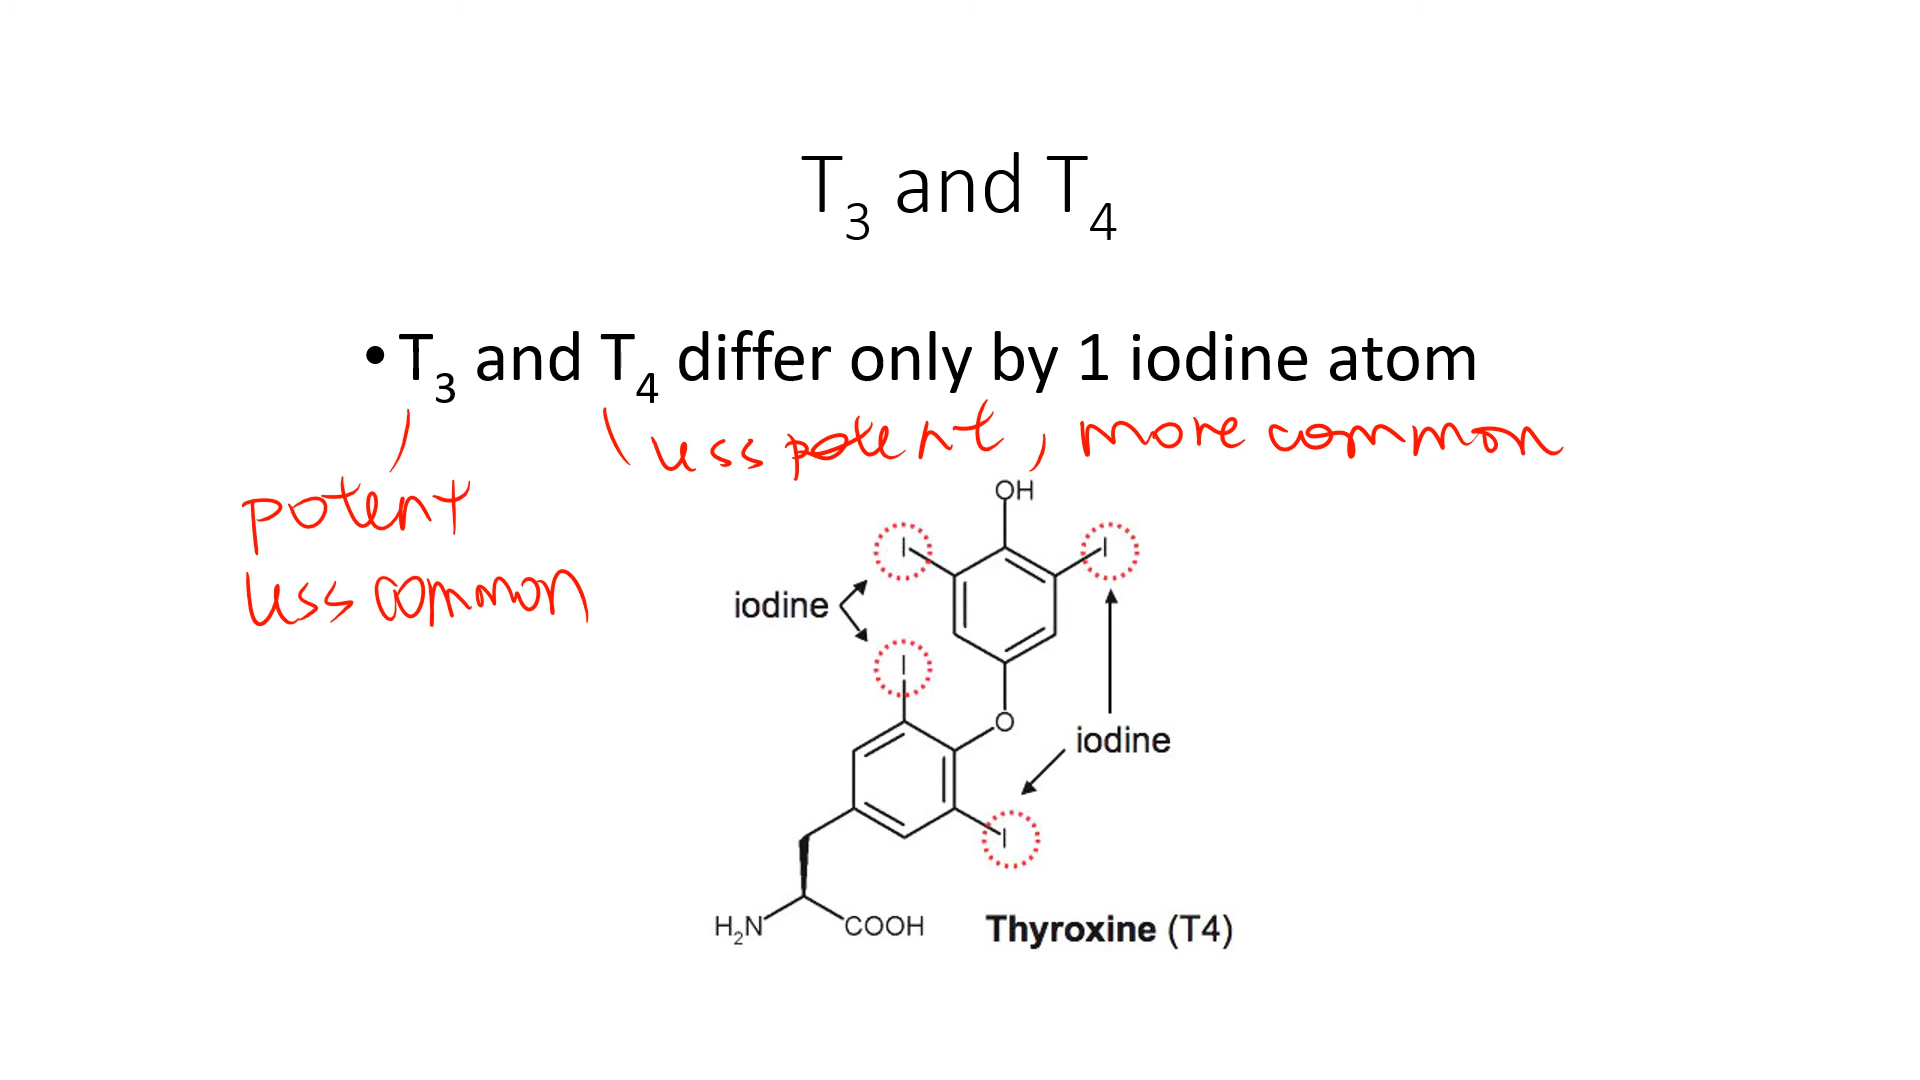 T₃ and T₄
• T₃ and T₄ differ only by 1 iodine atom
less potent, more common
potent
less common
OH
I
I
iodine
I
O
iodine
I
H₂N
COOH
Thyroxine (T4)